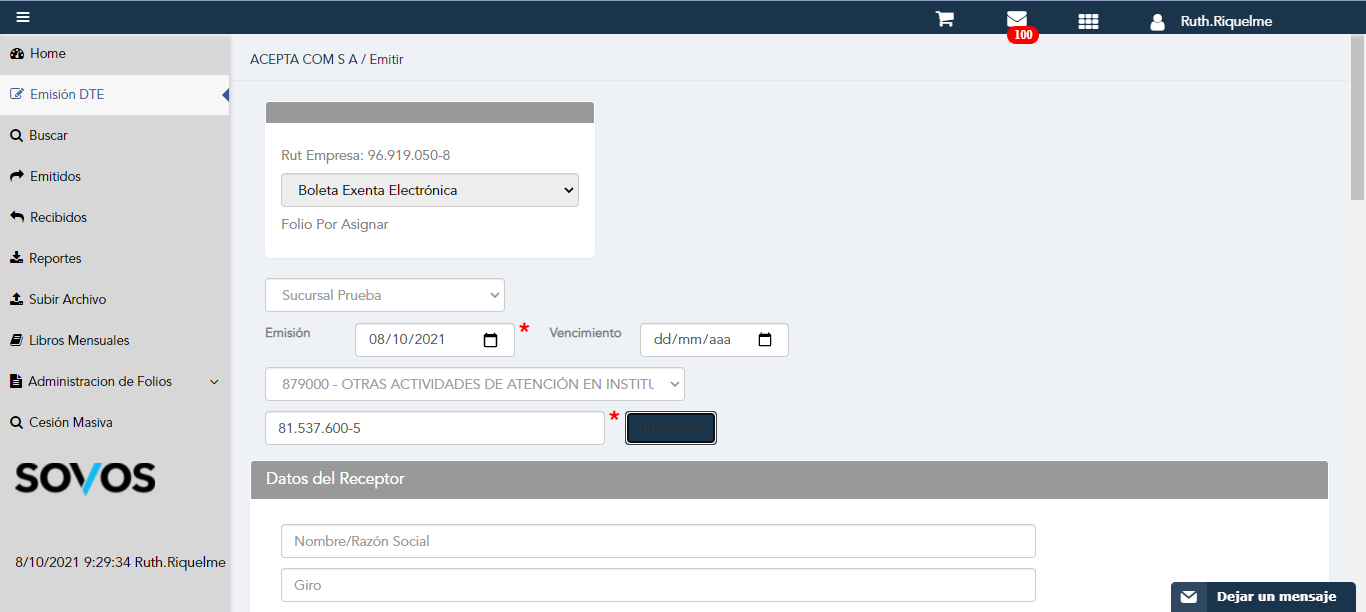 Ruth.Riquelme
100
Home
ACEPTA COM S A / Emitir
Emisión DTE
Buscar
Rut Empresa: 96.919.050-8
Emitidos
Boleta Exenta Electrónica
Recibidos
Folio Por Asignar
Reportes
Subir Archivo
Sucursal Prueba
Libros Mensuales
Emisión 08/10/2021 * Vencimiento dd/mm/aaa
Administracion de Folios
879000 - OTRAS ACTIVIDADES DE ATENCIÓN EN INSTITU
Cesión Masiva
81.537.600-5 *
SOVOS
Datos del Receptor
Nombre/Razón Social
8/10/2021 9:29:34 Ruth.Riquelme
Giro
Dejar un mensaje